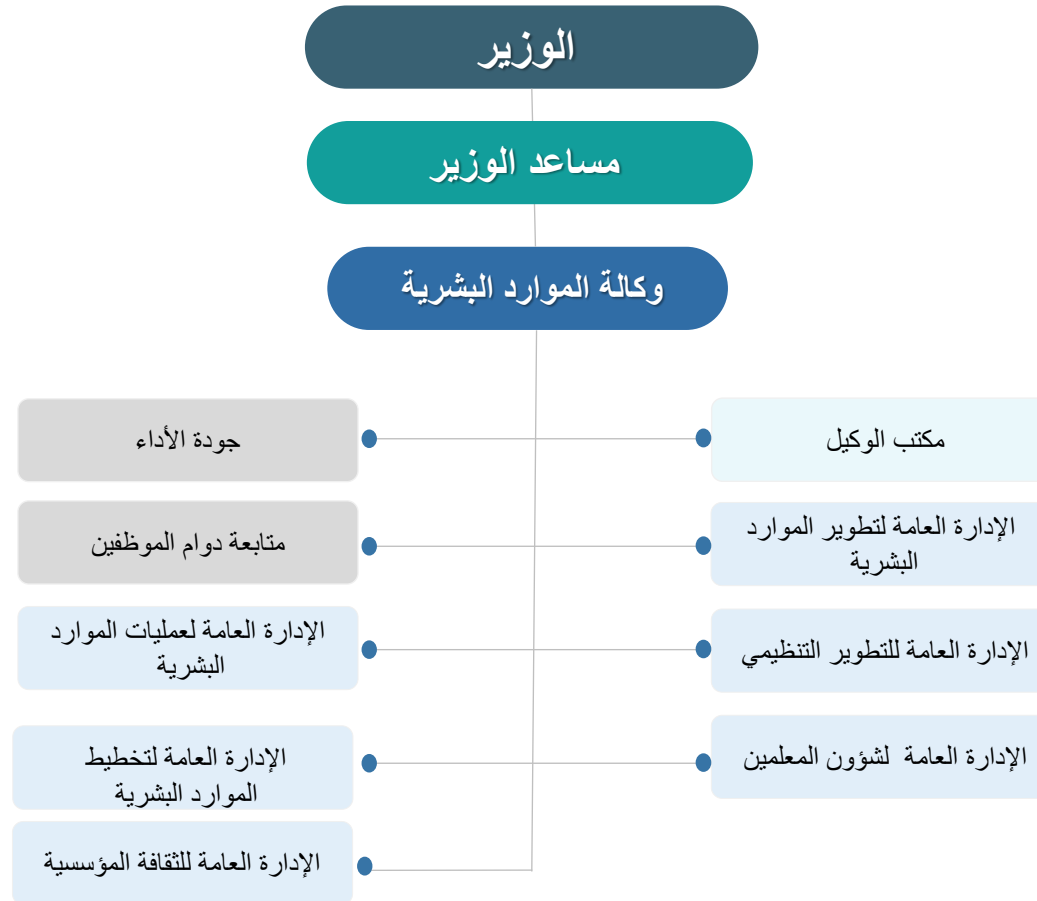 الوزير
مساعد الوزير
وكالة الموارد البشرية
مكتب الوكيل
جودة الأداء
الإدارة العامة لتطوير الموارد
البشرية
متابعة دوام الموظفين
الإدارة العامة للتطوير التنظيمي
الإدارة العامة لعمليات الموارد
البشرية
الإدارة العامة لشؤون المعلمين
الإدارة العامة لتخطيط
الموارد البشرية
الإدارة العامة للثقافة المؤسسية